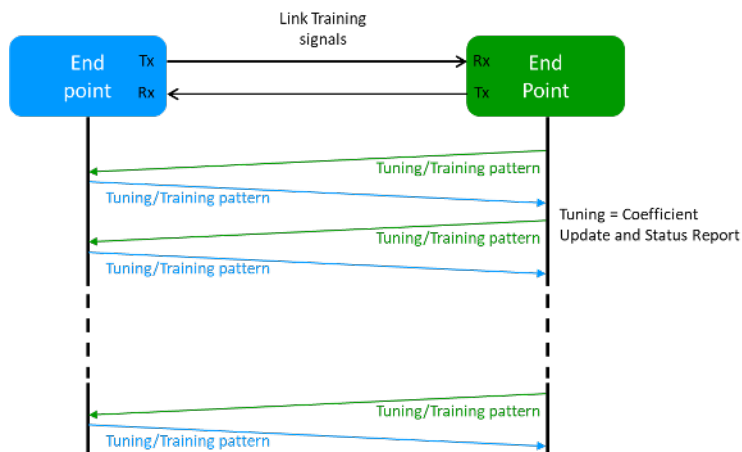 Link Training
signals
End
point
Tx
Rx
Rx
Tx
End
Point
Tuning/Training pattern
Tuning/Training pattern
Tuning = Coefficient
Update and Status Report
Tuning/Training pattern
Tuning/Training pattern
Tuning/Training pattern
Tuning/Training pattern